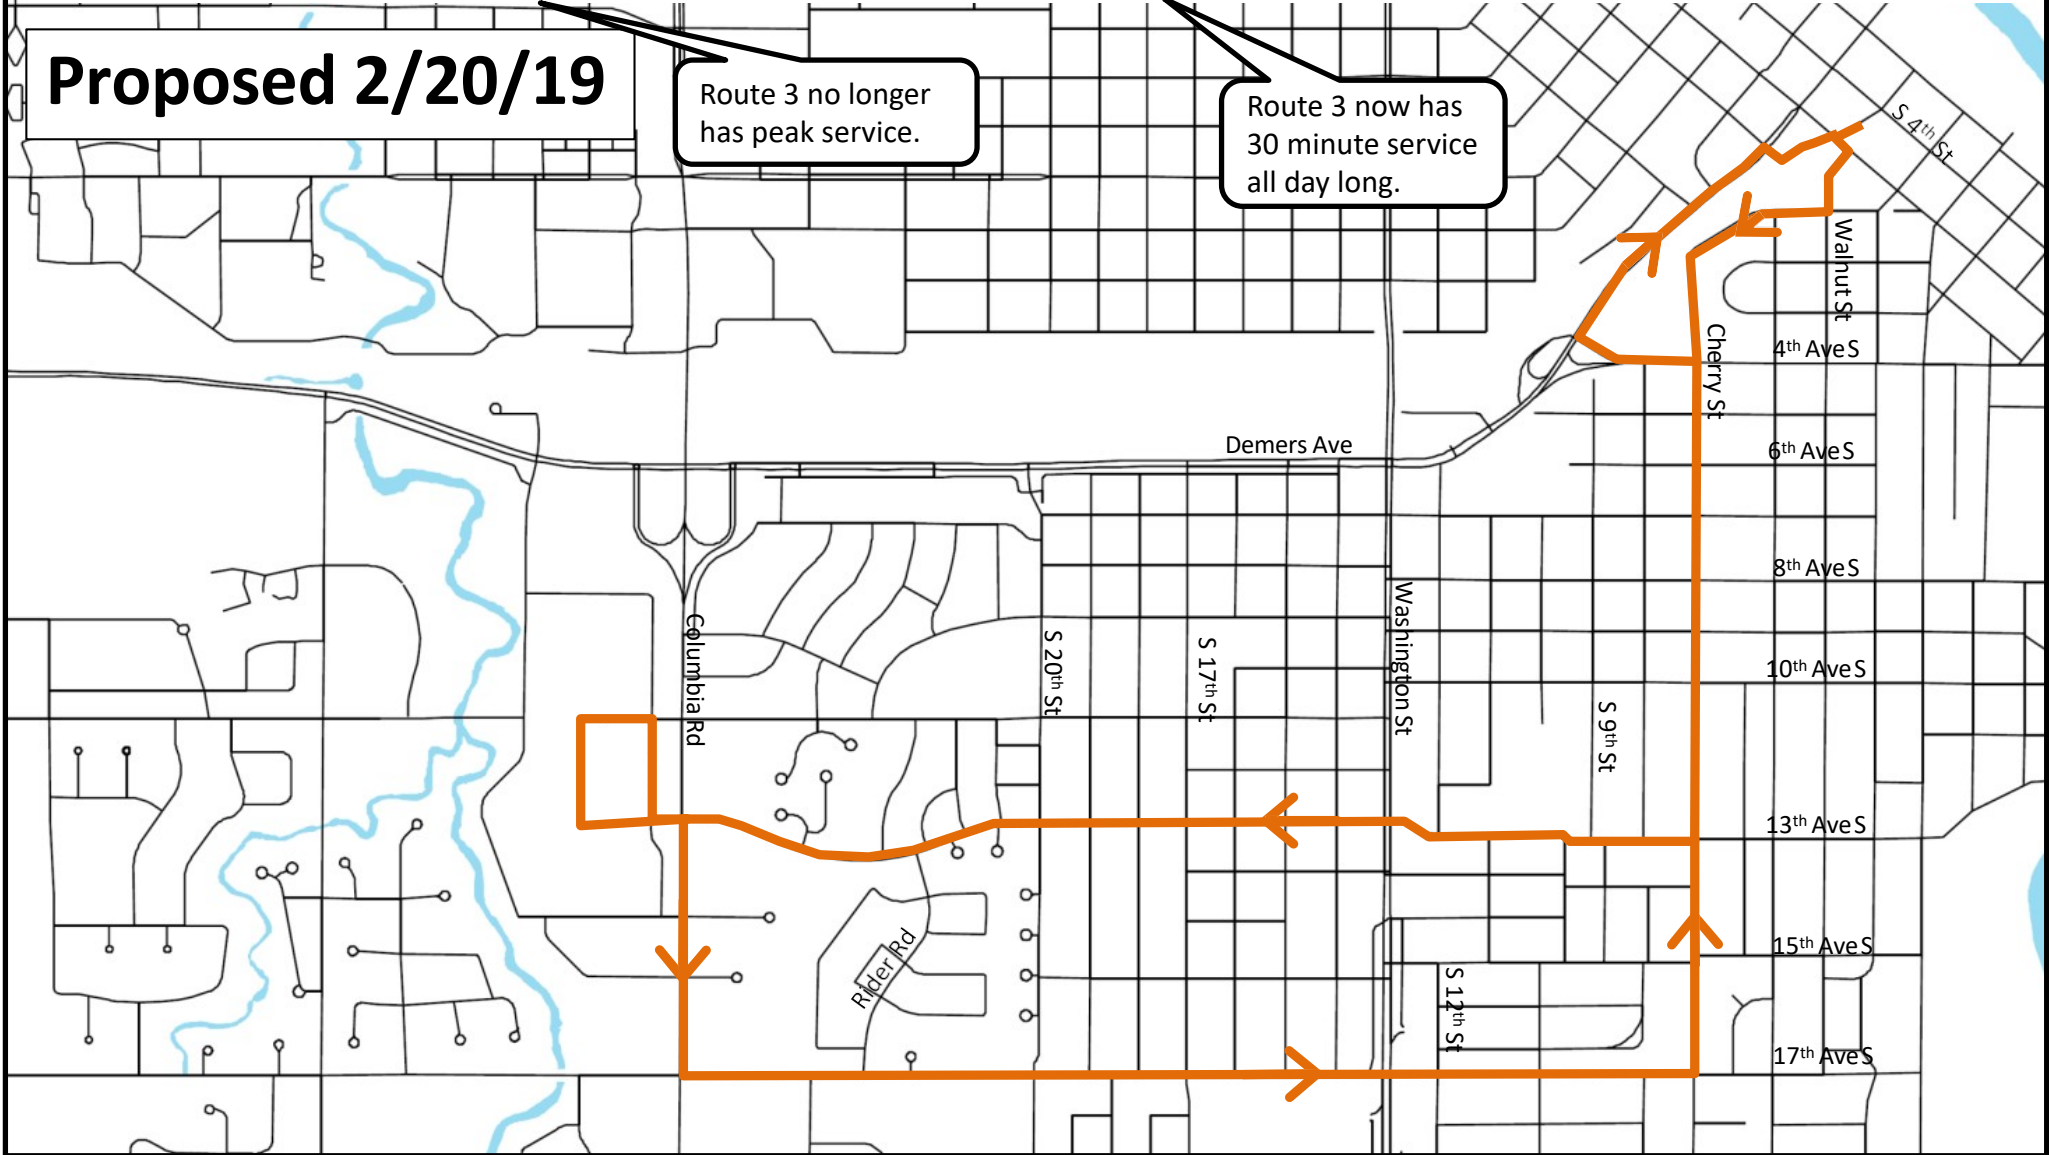 Proposed 2/20/19
Route 3 no longer
has peak service.
Route 3 now has
30 minute service
all day long.
S 4th St
Walnut St
Cherry St
4th Ave S
Demers Ave
6th Ave S
8th Ave S
Columbia Rd
S 20th St
S 17th St
Washington St
10th Ave S
S 9th St
13th Ave S
Rider Rd
15th Ave S
S 12th St
17th Ave S